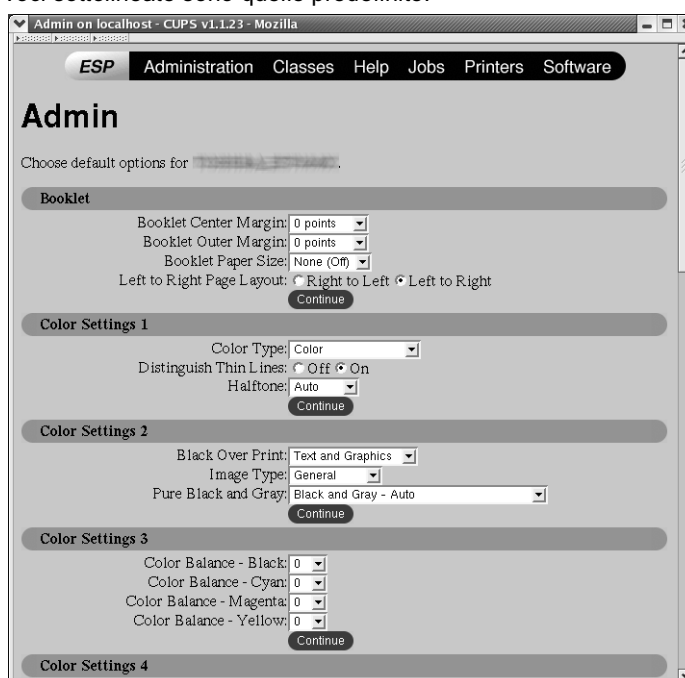 Admin on localhost - CUPS v1.1.23 - Mozilla
ESP Administration Classes Help Jobs Printers Software
Admin
Choose default options for .
Booklet
Booklet Center Margin: 0 points
Booklet Outer Margin: 0 points
Booklet Paper Size: None (Off)
Left to Right Page Layout: Right to Left Left to Right
Continue
Color Settings 1
Color Type: Color
Distinguish Thin Lines: Off On
Halftone: Auto
Continue
Color Settings 2
Black Over Print: Text and Graphics
Image Type: General
Pure Black and Gray: Black and Gray - Auto
Continue
Color Settings 3
Color Balance - Black: 0
Color Balance - Cyan: 0
Color Balance - Magenta: 0
Color Balance - Yellow: 0
Continue
Color Settings 4